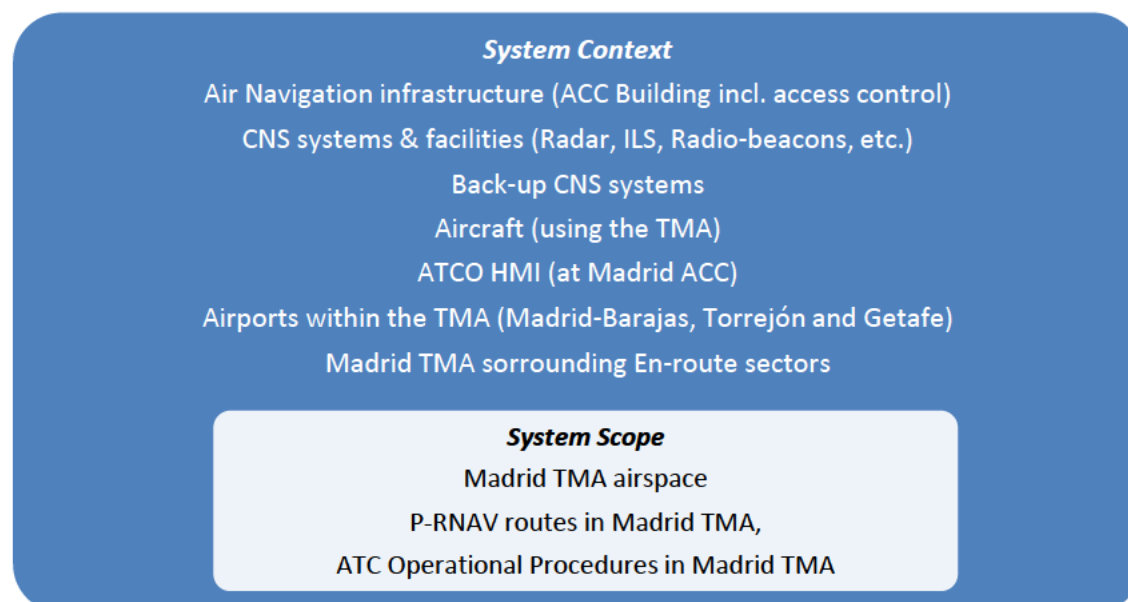 System Context
Air Navigation infrastructure (ACC Building incl. access control)
CNS systems & facilities (Radar, ILS, Radio-beacons, etc.)
Back-up CNS systems
Aircraft (using the TMA)
ATCO HMI (at Madrid ACC)
Airports within the TMA (Madrid-Barajas, Torrejón and Getafe)
Madrid TMA sorrounding En-route sectors
System Scope
Madrid TMA airspace
P-RNAV routes in Madrid TMA,
ATC Operational Procedures in Madrid TMA